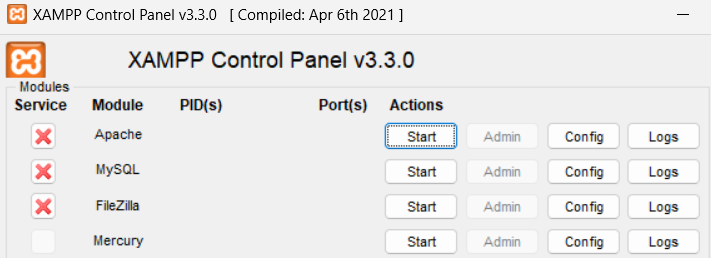 XAMPP Control Panel v3.3.0 [ Compiled: Apr 6th 2021 ]
XAMPP Control Panel v3.3.0
Modules
Service Module PID(s) Port(s) Actions
Apache Start Admin Config Logs
MySQL Start Admin Config Logs
FileZilla Start Admin Config Logs
Mercury Start Admin Config Logs